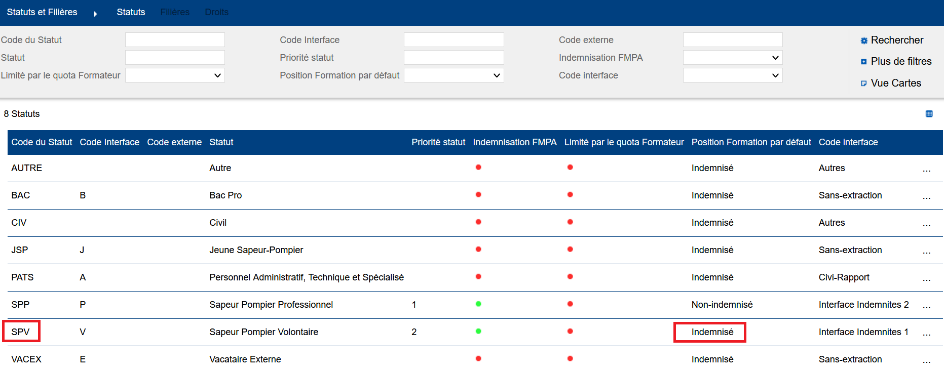 Statuts et Filières Statuts Filières Droits
Code du Statut Code Interface Code externe Rechercher
Statut Priorité statut Indemnisation FMPA Plus de filtres
Limité par le quota Formateur Position Formation par défaut Code Interface Vue Cartes
8 Statuts
Code du Statut Code Interface Code externe Statut Priorité statut Indemnisation FMPA Limité par le quota Formateur Position Formation par défaut Code Interface
AUTRE Autre Indemnisé Autres ...
BAC B Bac Pro Indemnisé Sans-extraction ...
CIV Civil Indemnisé Autres ...
JSP J Jeune Sapeur-Pompier Indemnisé Sans-extraction ...
PATS A Personnel Administratif, Technique et Spécialisé Indemnisé Civi-Rapport ...
SPP P Sapeur Pompier Professionnel 1 Non-indemnisé Interface Indemnites 2 ...
SPV V Sapeur Pompier Volontaire 2 Indemnisé Interface Indemnites 1 ...
VACEX E Vacataire Externe Indemnisé Sans-extraction ...